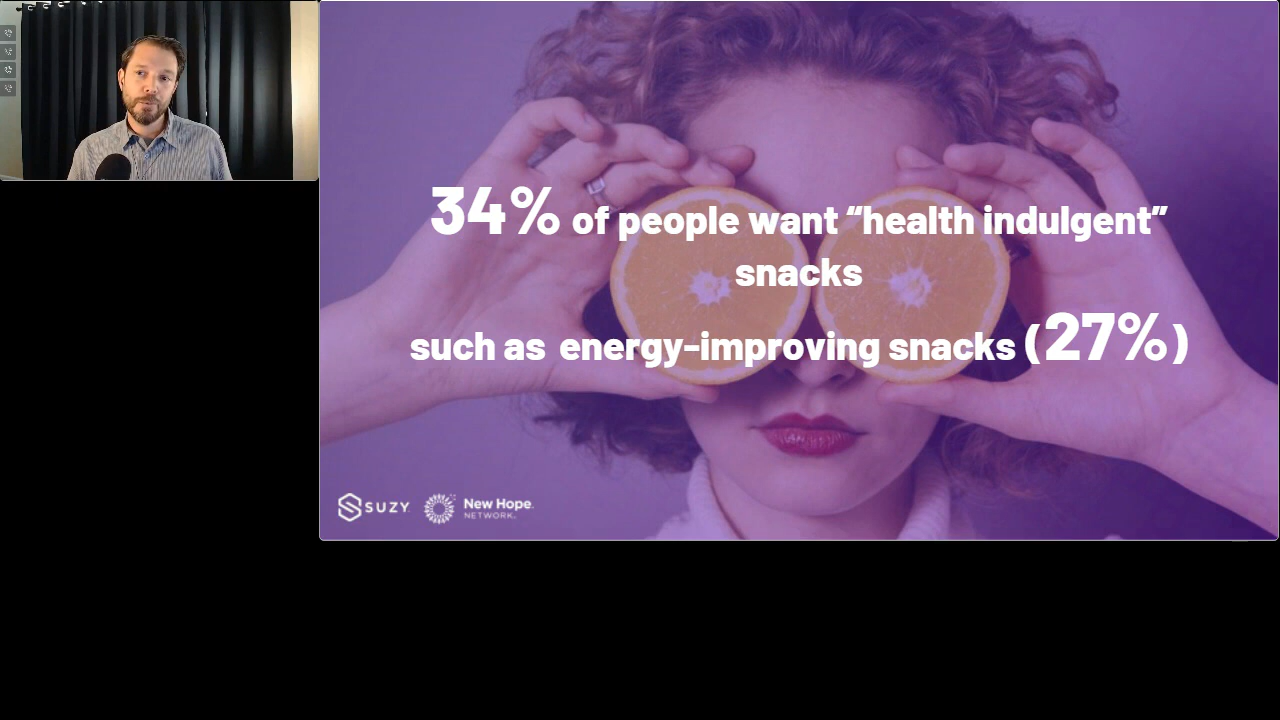 34% of people want “health indulgent”
snacks
such as energy-improving snacks (27%)
SUZY
New Hope
NETWORK